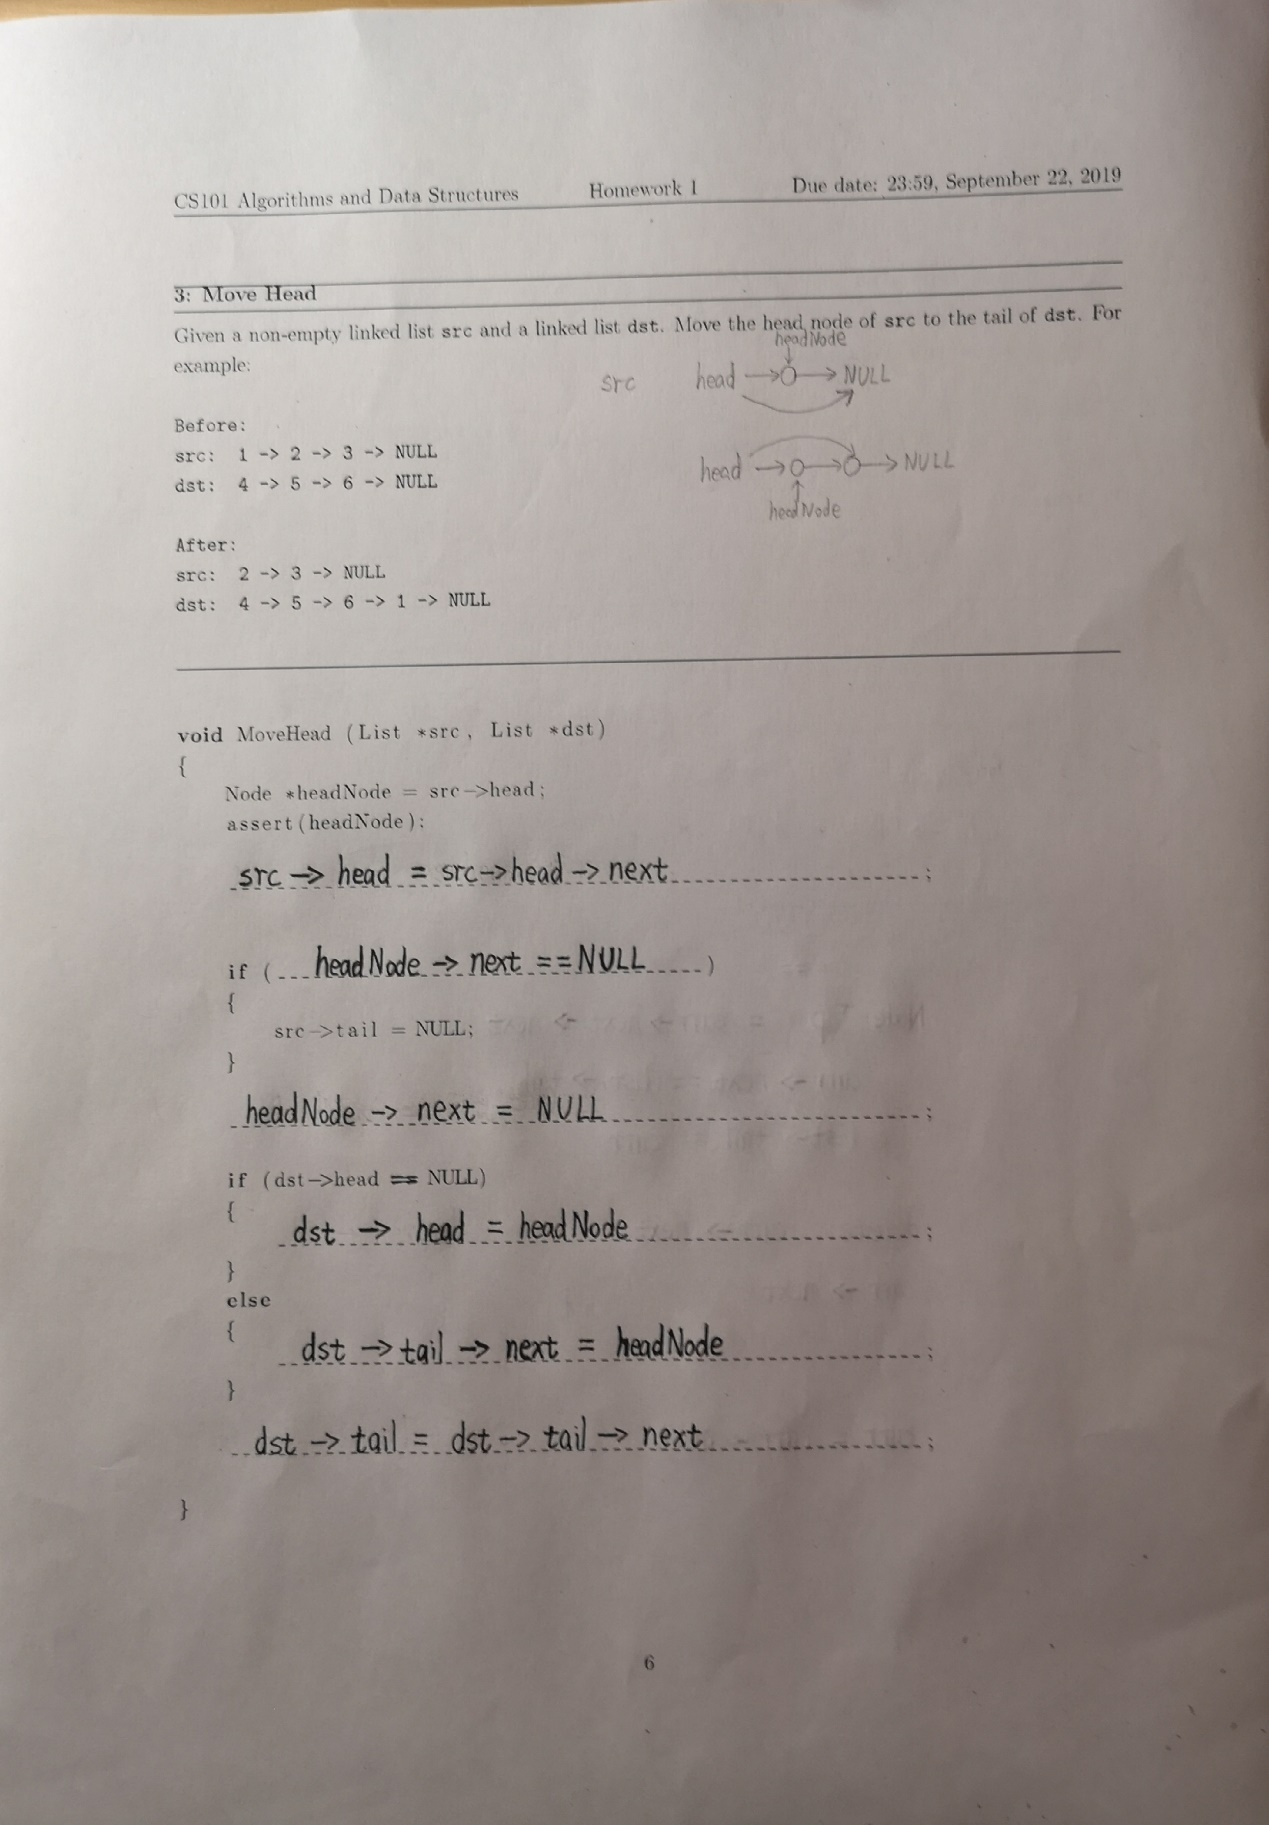 CS101 Algorithms and Data Structures Homework 1 Due date: 23:59, September 22, 2019
3: Move Head
Given a non-empty linked list src and a linked list dst. Move the head node of src to the tail of dst. For
example:
headNode
src head → NULL
Before:
src: 1 -> 2 -> 3 -> NULL
head → → → NULL
dst: 4 -> 5 -> 6 -> NULL
headNode
After:
src: 2 -> 3 -> NULL
dst: 4 -> 5 -> 6 -> 1 -> NULL
void MoveHead (List *src, List *dst)
{
Node *headNode = src->head;
assert(headNode);
src -> head = src->head -> next ;
if ( headNode -> next == NULL )
{
src->tail = NULL;
}
headNode -> next = NULL ;
if (dst->head == NULL)
{
dst -> head = headNode ;
}
else
{
dst -> tail -> next = headNode ;
}
dst -> tail = dst -> tail -> next ;
}
6